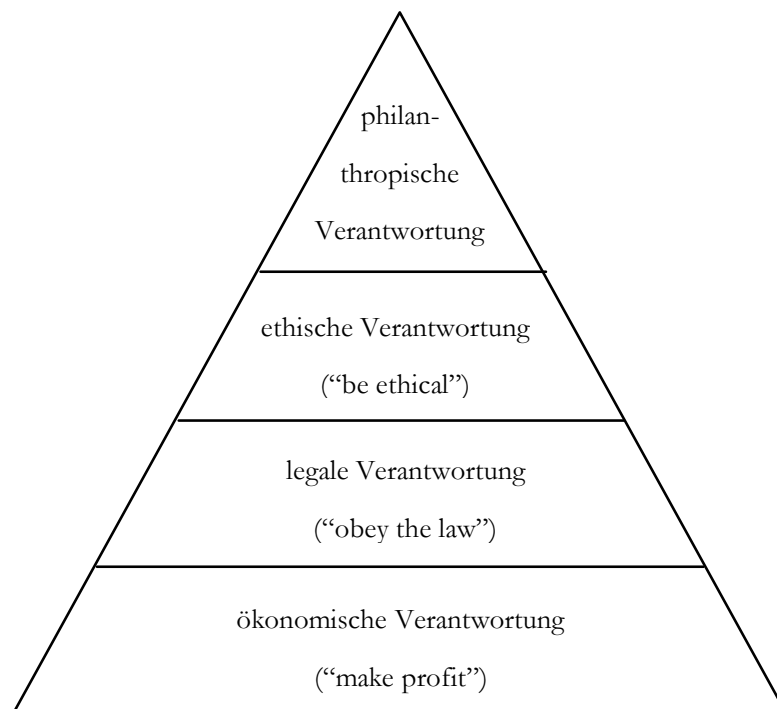 philan-
thropische
Verantwortung
ethische Verantwortung
(“be ethical”)
legale Verantwortung
(“obey the law”)
ökonomische Verantwortung
(“make profit”)